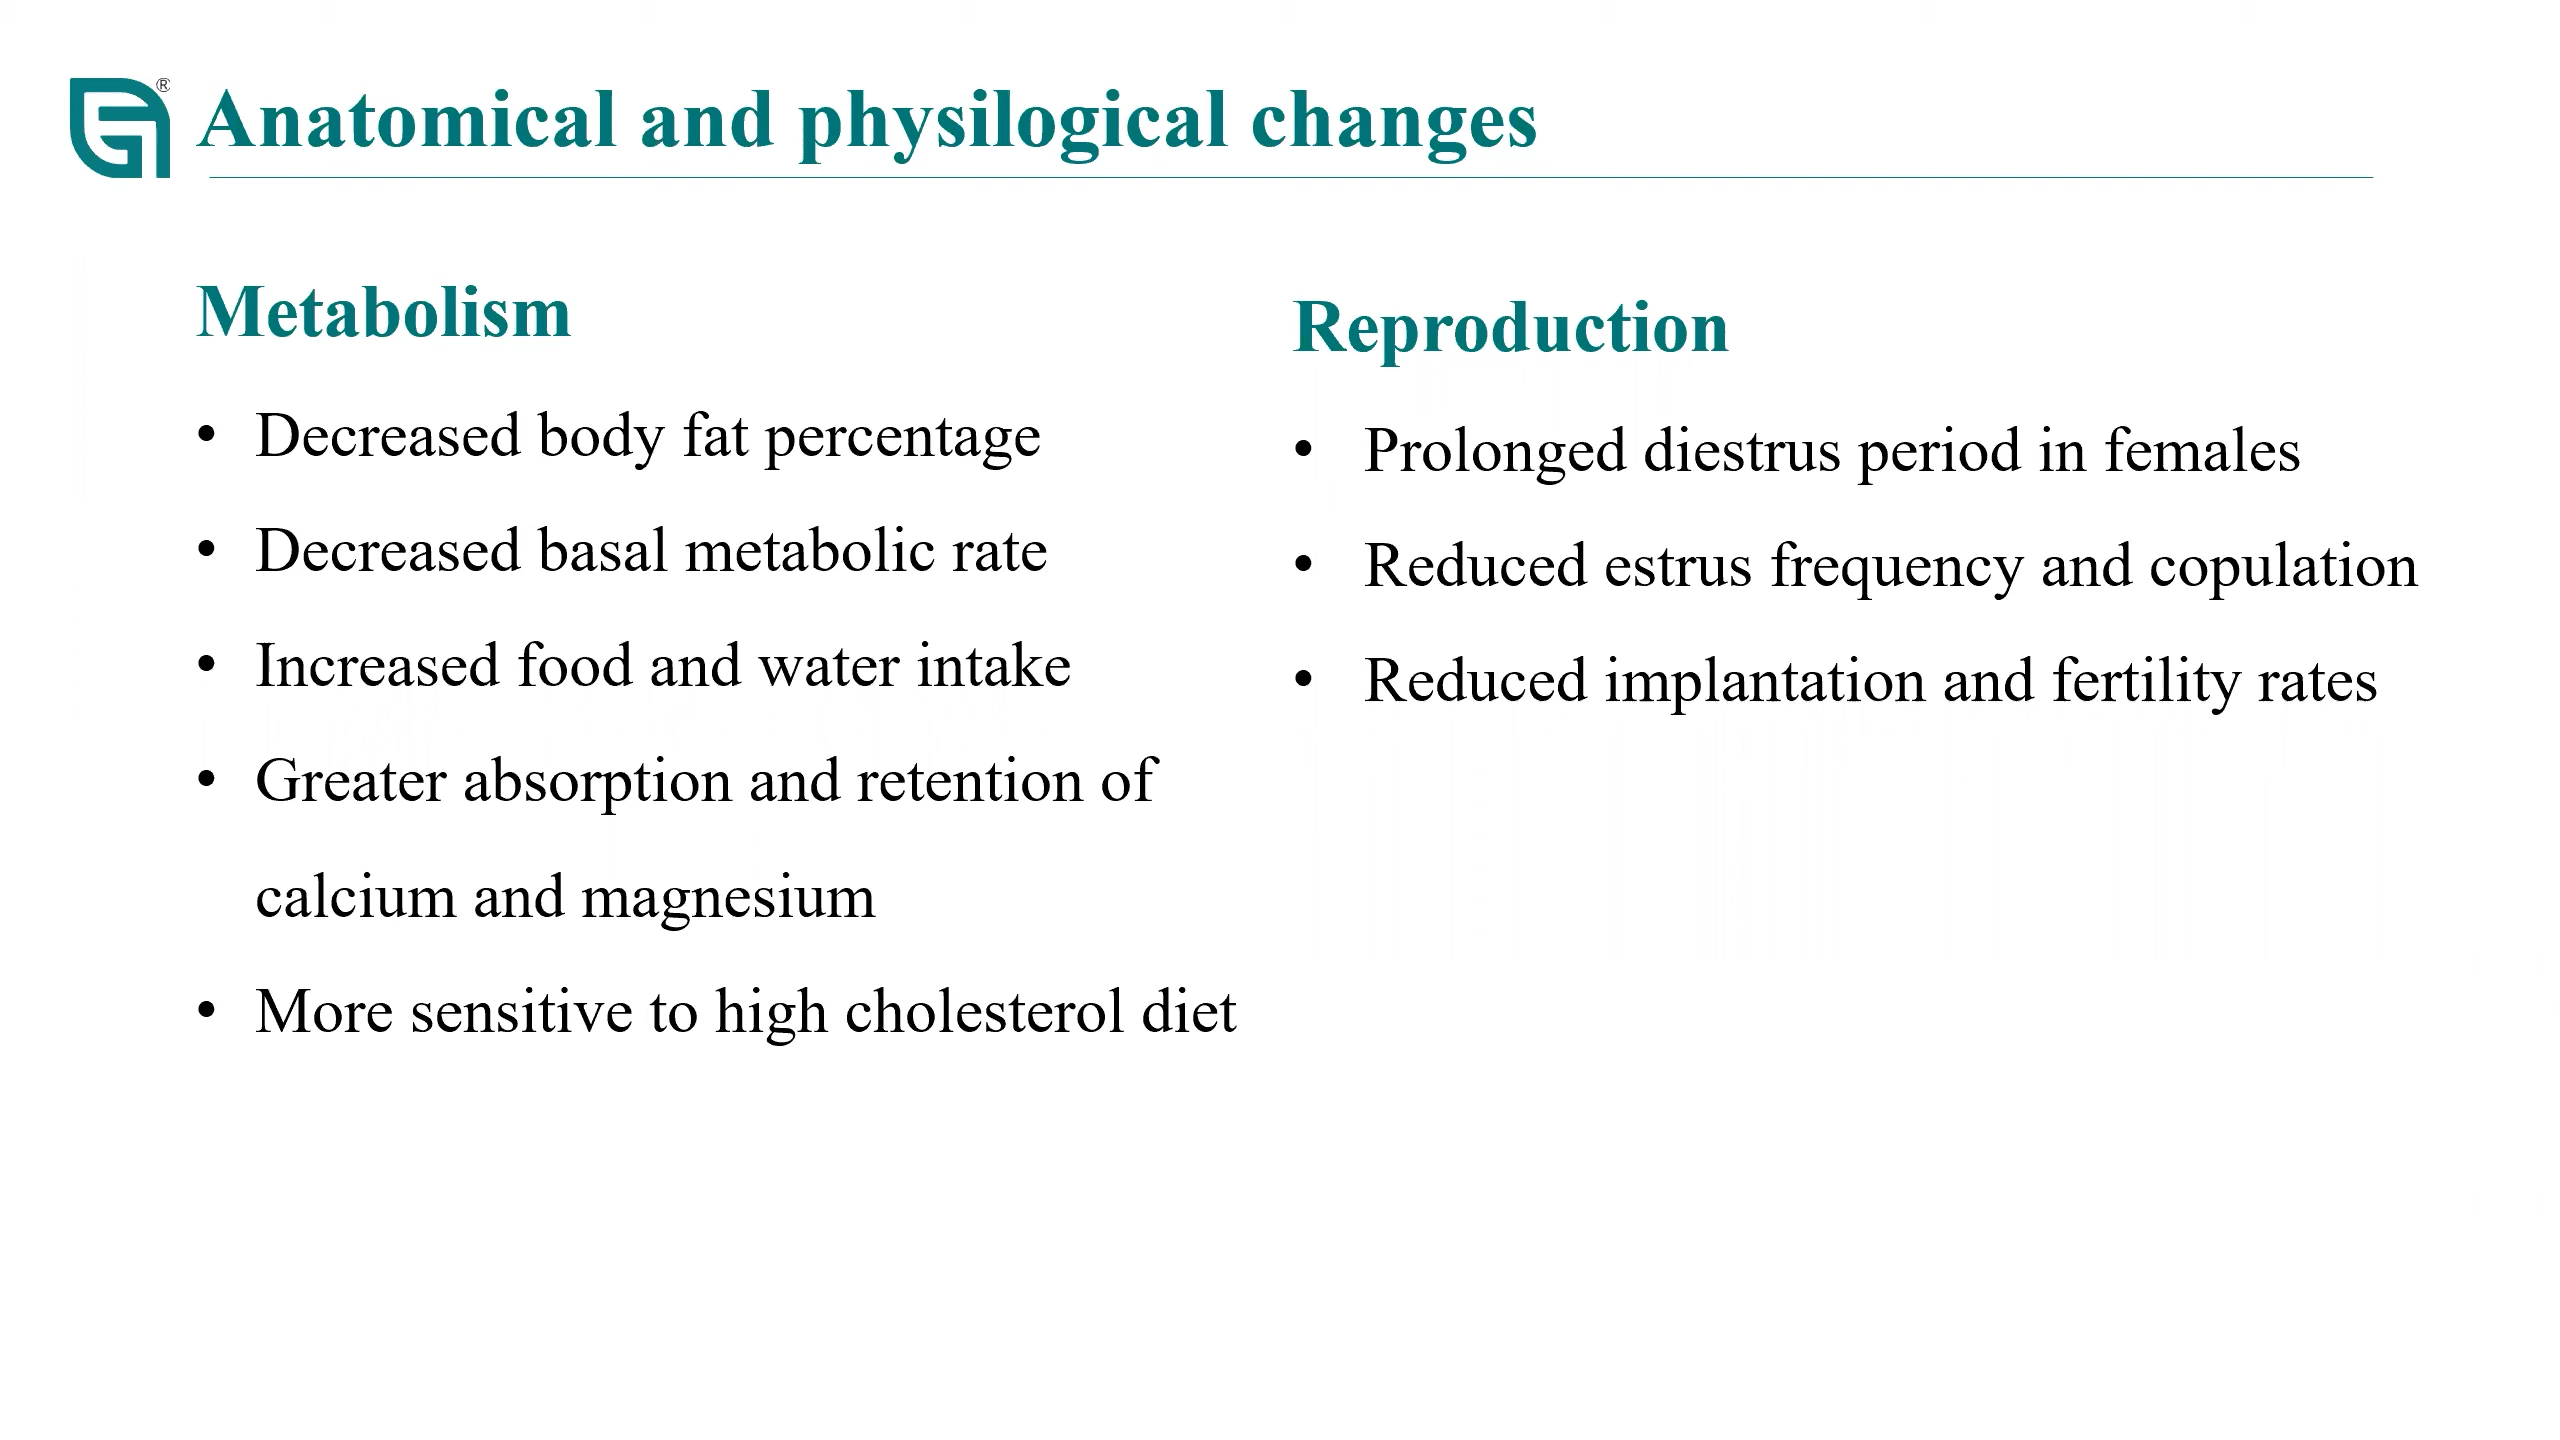 ®
Anatomical and physilogical changes
Metabolism
• Decreased body fat percentage
• Decreased basal metabolic rate
• Increased food and water intake
• Greater absorption and retention of
calcium and magnesium
• More sensitive to high cholesterol diet
Reproduction
• Prolonged diestrus period in females
• Reduced estrus frequency and copulation
• Reduced implantation and fertility rates